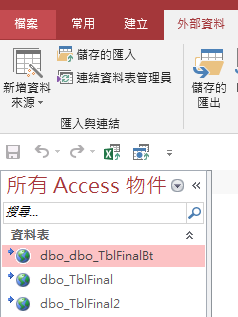 檔案 常用 建立 外部資料
新增資料
來源
儲存的匯入
連結資料表管理員
儲存的
匯出
匯入與連結
所有 Access 物件
搜尋...
資料表
dbo_dbo_TblFinalBt
dbo_TblFinal
dbo_TblFinal2